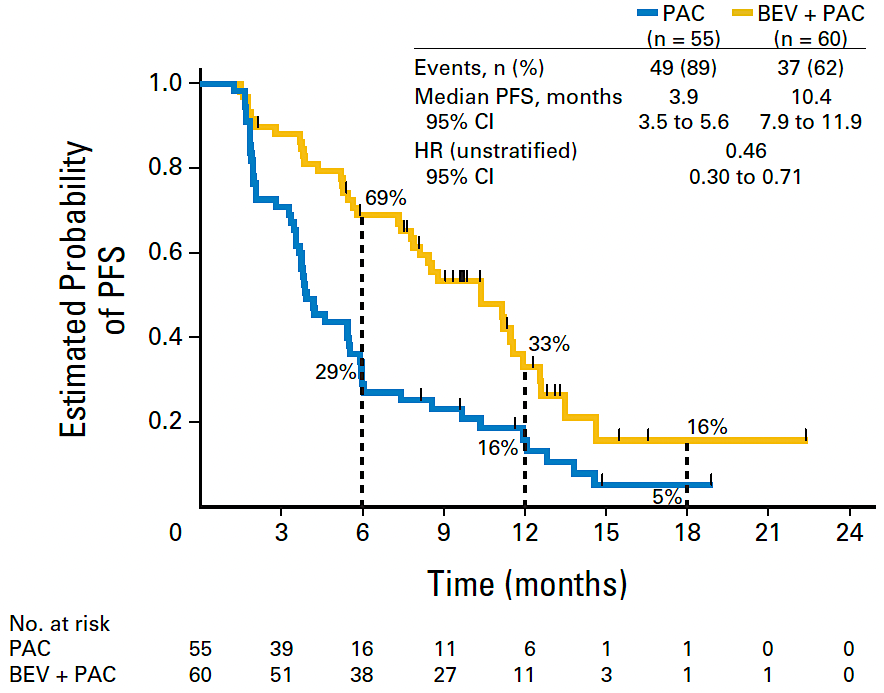 PAC BEV + PAC
(n = 55) (n = 60)
Events, n (%) 49 (89) 37 (62)
Median PFS, months 3.9 10.4
95% CI 3.5 to 5.6 7.9 to 11.9
HR (unstratified) 0.46
95% CI 0.30 to 0.71
Estimated Probability
of PFS
1.0
0.8
0.6
0.4
0.2
69%
29%
33%
16%
16%
5%
0 3 6 9 12 15 18 21 24
Time (months)
No. at risk
PAC 55 39 16 11 6 1 1 0 0
BEV + PAC 60 51 38 27 11 3 1 1 0